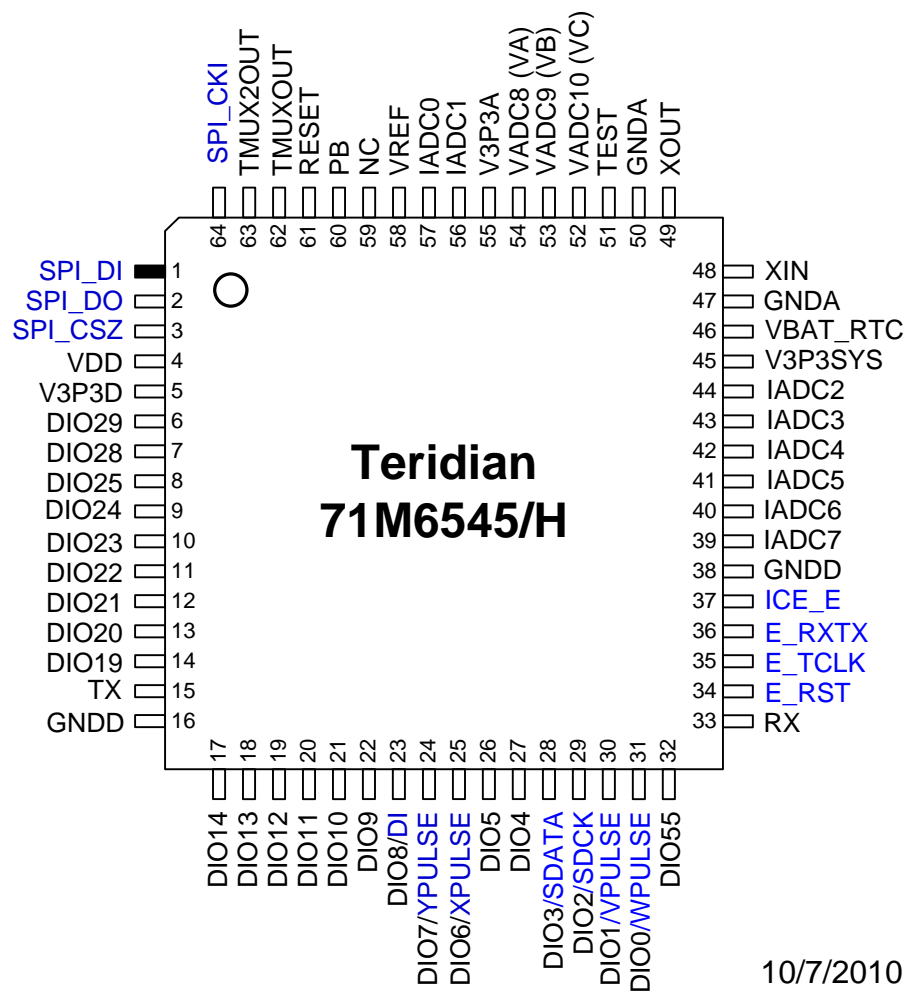 SPI_CKI
TMUX2OUT
TMUXOUT
RESET
PB
NC
VREF
IADC0
IADC1
V3P3A
VADC8 (VA)
VADC9 (VB)
VADC10 (VC)
TEST
GNDA
XOUT
64
63
62
61
60
59
58
57
56
55
54
53
52
51
50
49
SPI_DI 1
SPI_DO 2
SPI_CSZ 3
VDD 4
V3P3D 5
DIO29 6
DIO28 7
DIO25 8
DIO24 9
DIO23 10
DIO22 11
DIO21 12
DIO20 13
DIO19 14
TX 15
GNDD 16
Teridian
71M6545/H
48 XIN
47 GNDA
46 VBAT_RTC
45 V3P3SYS
44 IADC2
43 IADC3
42 IADC4
41 IADC5
40 IADC6
39 IADC7
38 GNDD
37 ICE_E
36 E_RXTX
35 E_TCLK
34 E_RST
33 RX
17
18
19
20
21
22
23
24
25
26
27
28
29
30
31
32
DIO14
DIO13
DIO12
DIO11
DIO10
DIO9
DIO8/DI
DIO7/YPULSE
DIO6/XPULSE
DIO5
DIO4
DIO3/SDATA
DIO2/SDCK
DIO1/VPULSE
DIO0/WPULSE
DIO55
10/7/2010